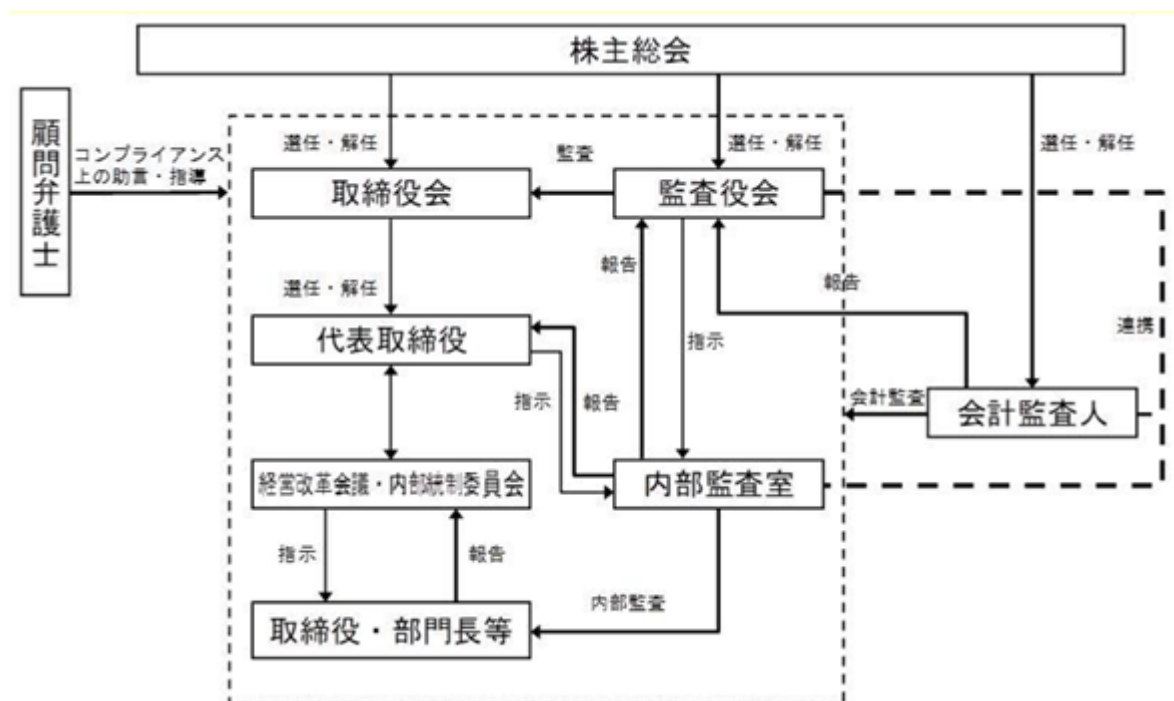 株主総会
顧問弁護士
コンプライアンス
上の助言・指導
選任・解任
監査
選任・解任
選任・解任
取締役会
監査役会
報告
報告
選任・解任
連携
代表取締役
指示
指示
報告
会計監査
会計監査人
経営改革会議・内部統制委員会
内部監査室
指示
報告
内部監査
取締役・部門長等